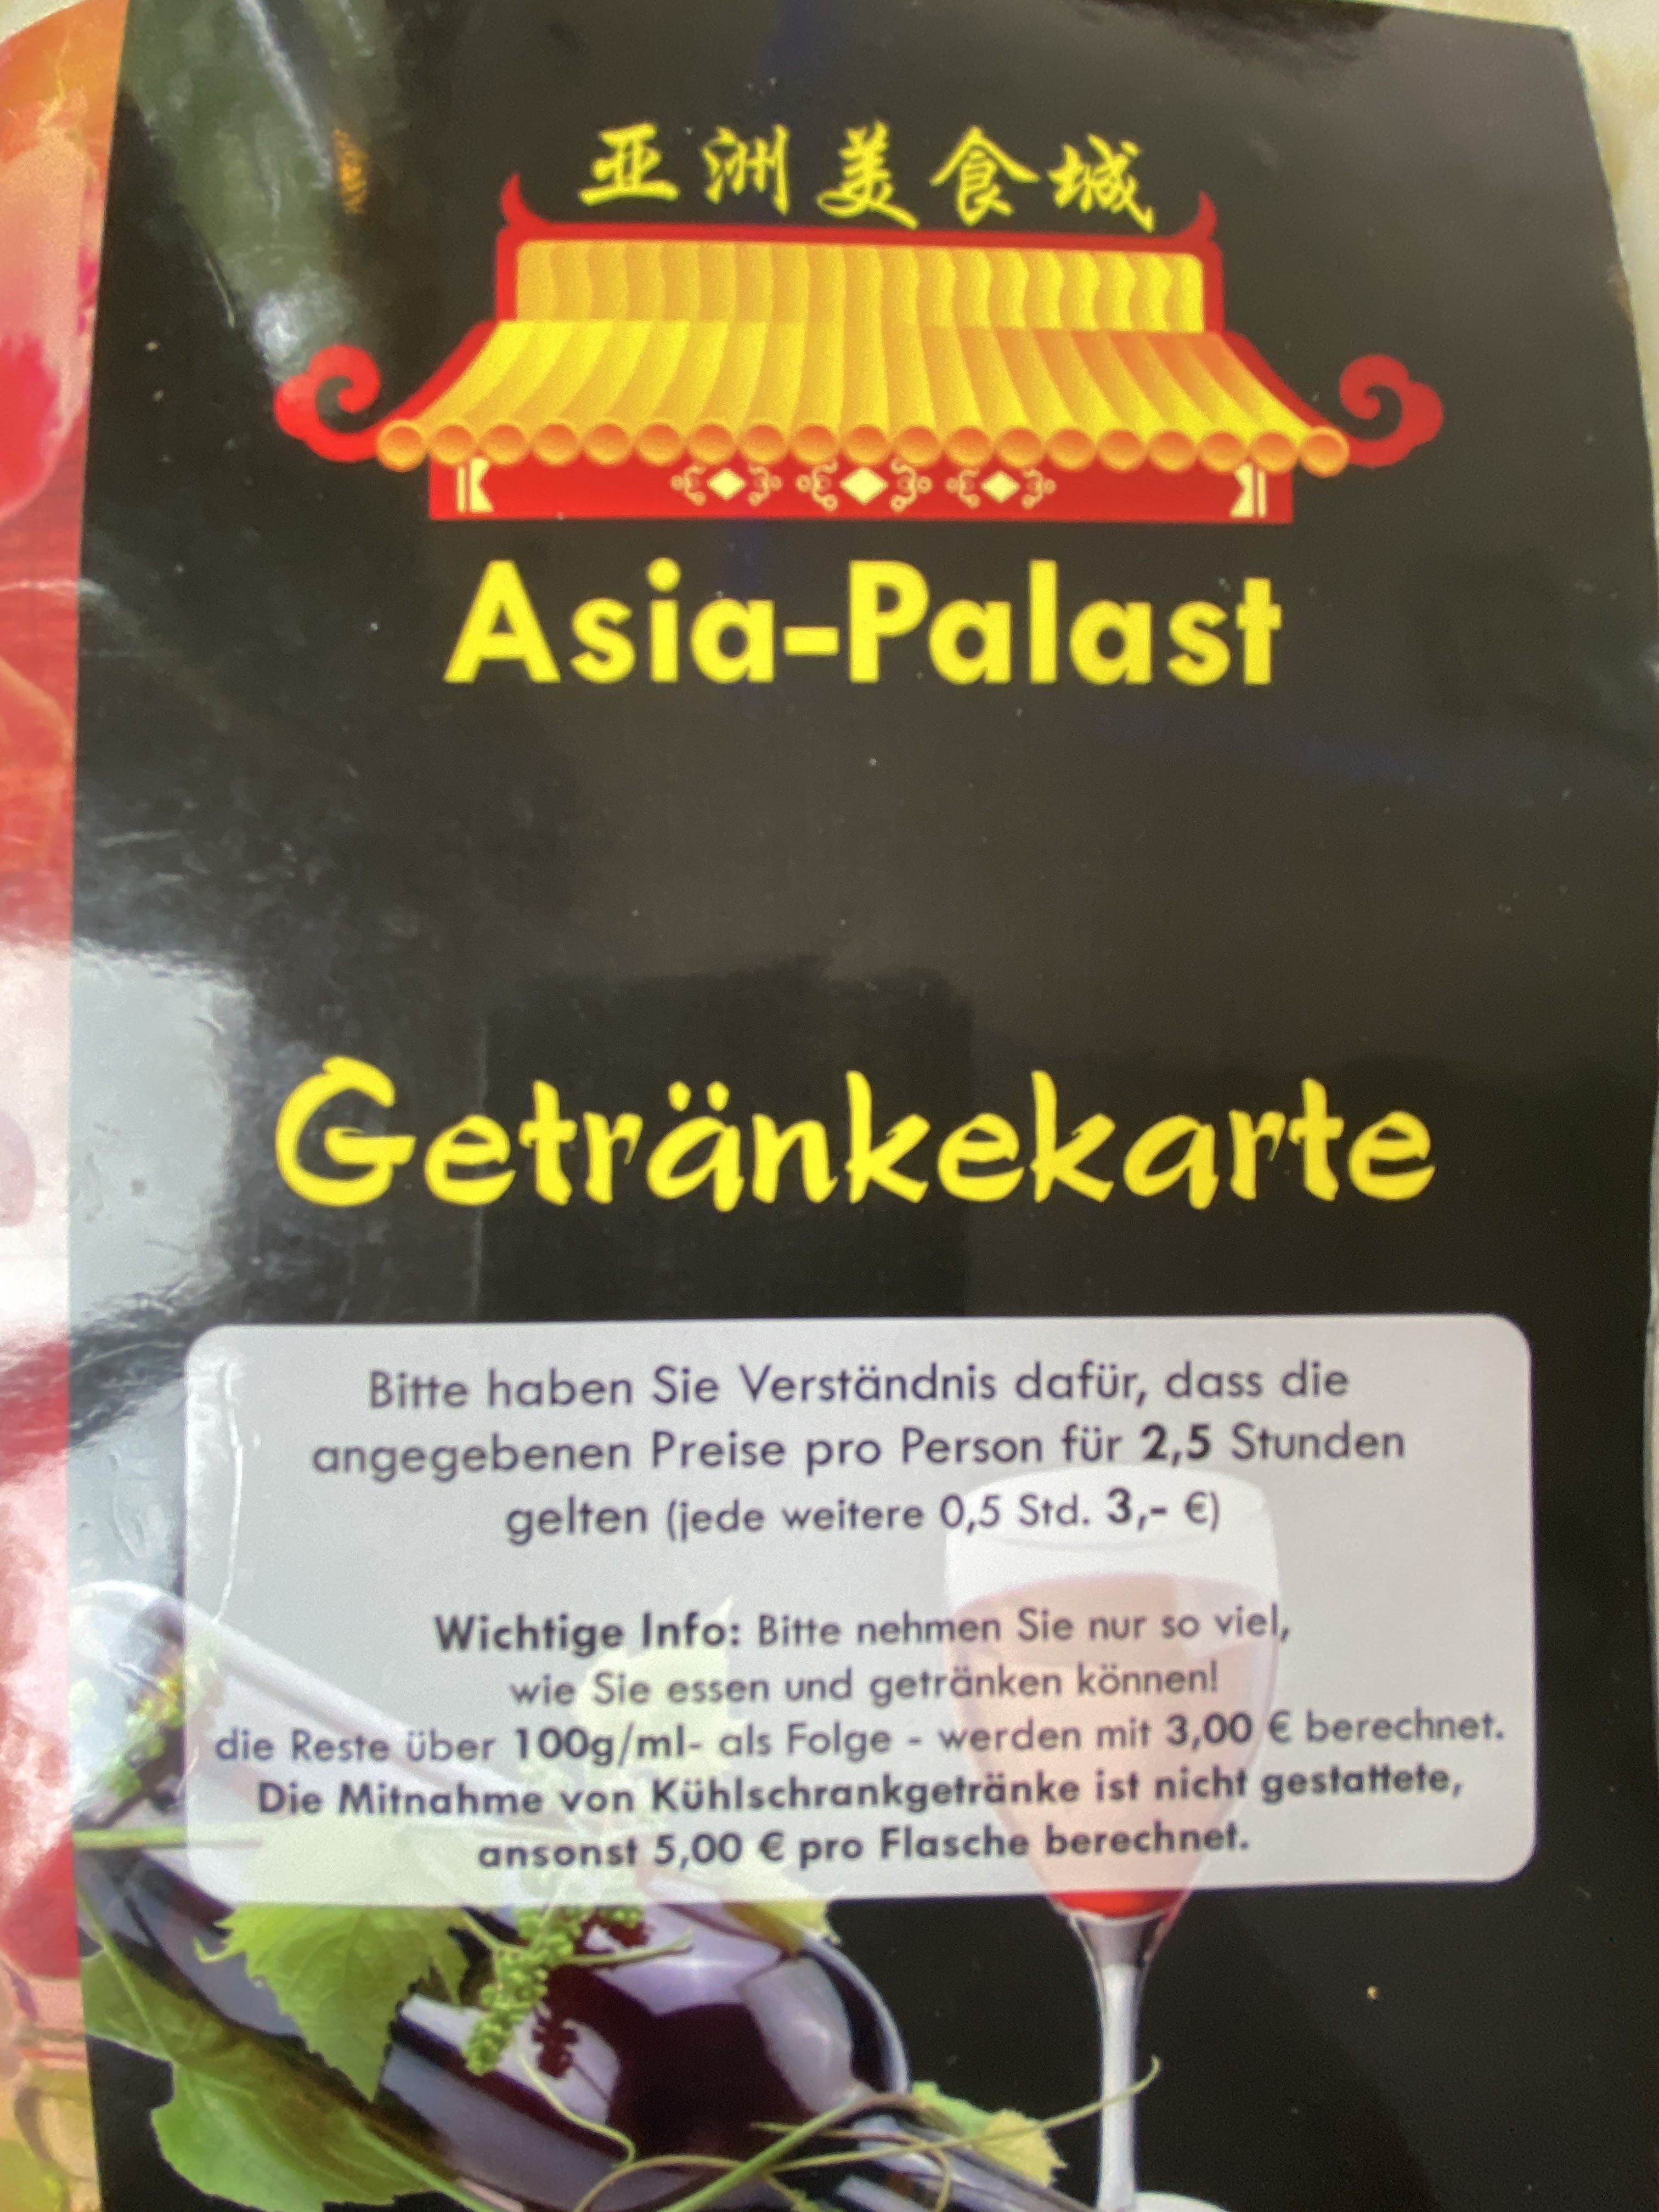 亚洲美食城
Asia-Palast
Getränkekarte
Bitte haben Sie Verständnis dafür, dass die
angegebenen Preise pro Person für 2,5 Stunden
gelten (jede weitere 0,5 Std. 3,- €)
Wichtige Info: Bitte nehmen Sie nur so viel,
wie Sie essen und getränken können!
die Reste über 100g/ml- als Folge - werden mit 3,00 € berechnet.
Die Mitnahme von Kühlschrankgetränke ist nicht gestattete,
ansonst 5,00 € pro Flasche berechnet.